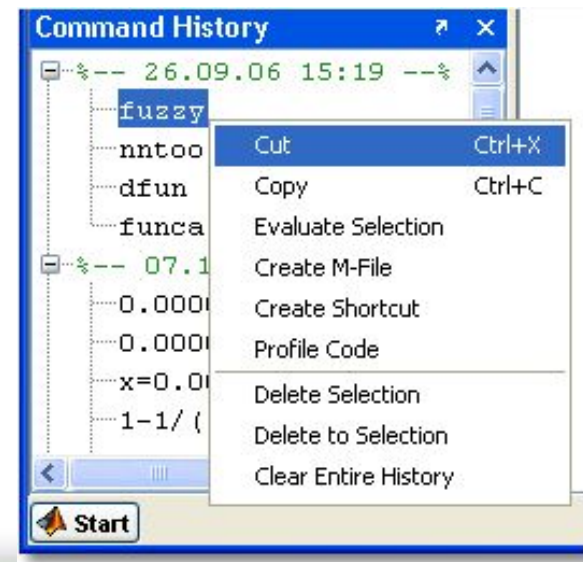 Command History
%-- 26.09.06 15:19 --%
fuzzy
nntoo
dfun
funca
%-- 07.1
0.000
0.000
x=0.0
1-1/(
Cut Ctrl+X
Copy Ctrl+C
Evaluate Selection
Create M-File
Create Shortcut
Profile Code
Delete Selection
Delete to Selection
Clear Entire History
Start